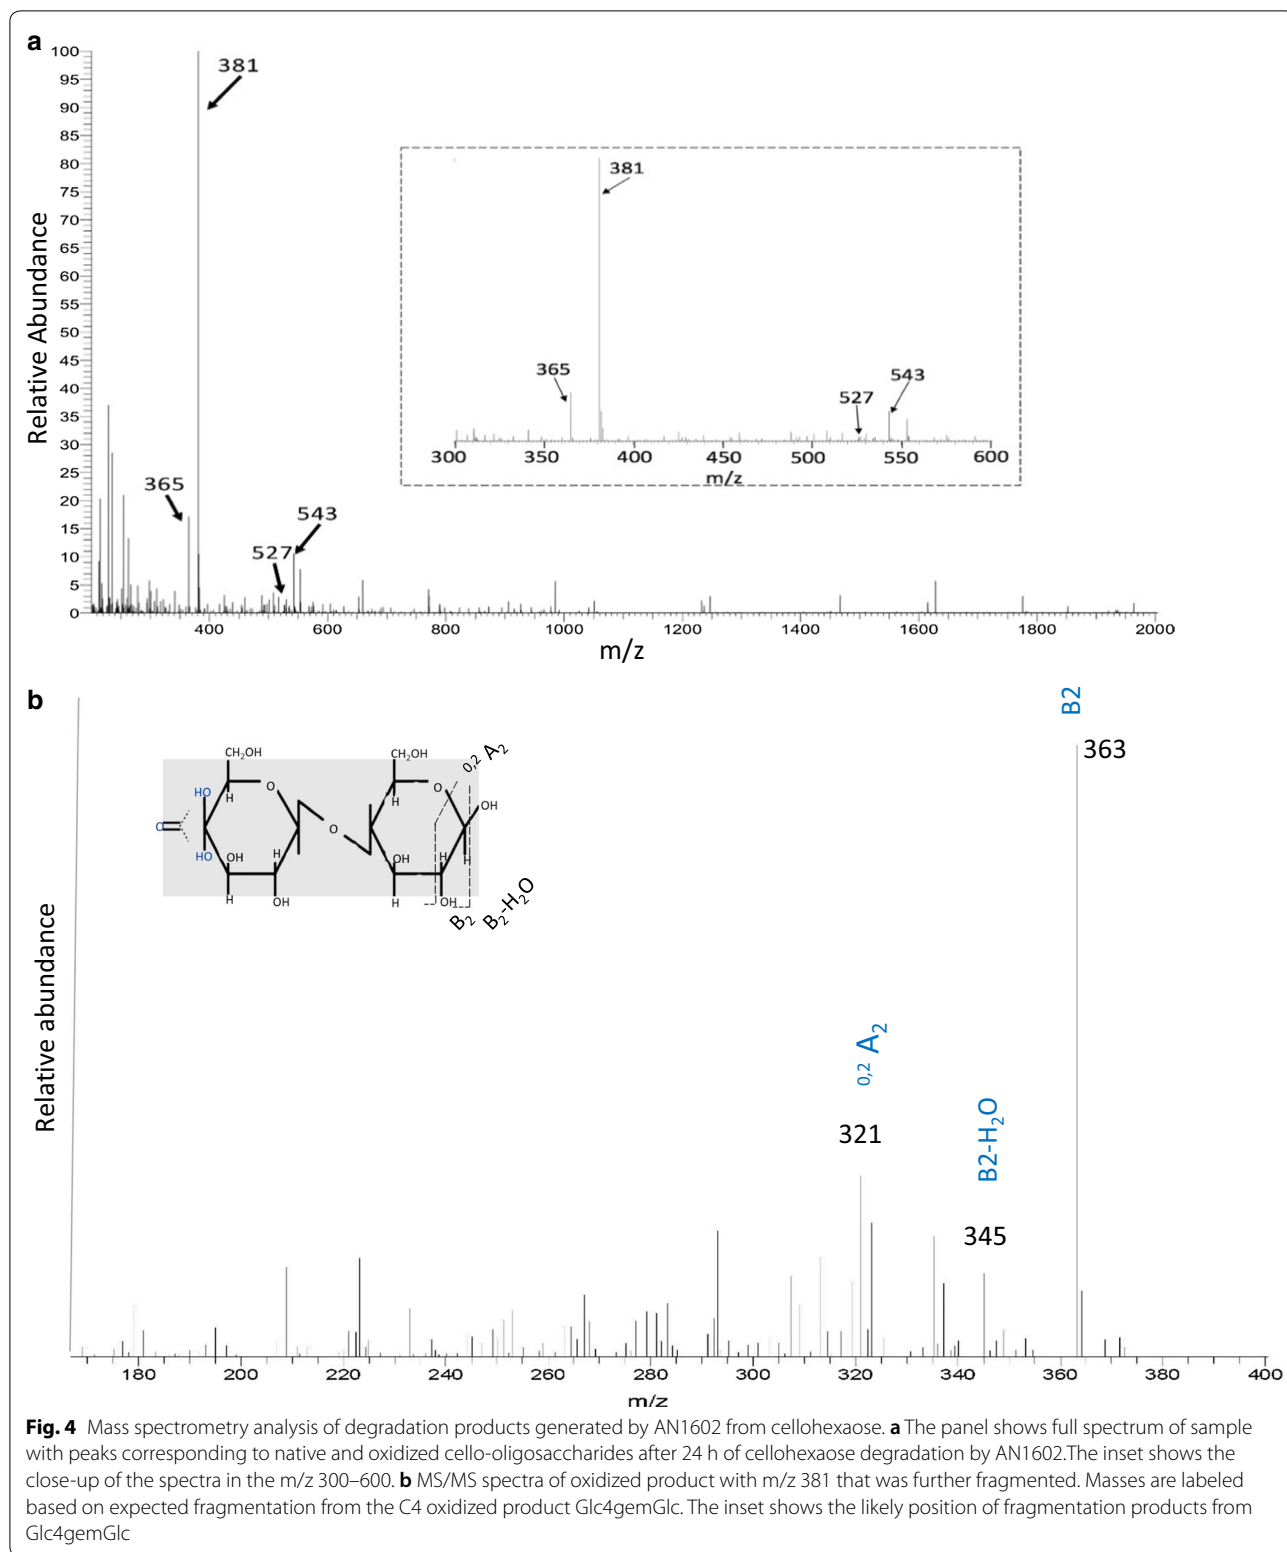 a
100
95
90
85
80
75
70
65
60
55
50
45
40
35
30
25
20
15
10
5
0
Relative Abundance
381
365
527
543
400 600 800 1000 1200 1400 1600 1800 2000
m/z
381
365
527
543
300 350 400 450 500 550 600
m/z
b
Relative abundance
B2
363
0,2 A2
321
B2-H2O
345
CH2OH CH2OH
0,2 A2
HO O O OH
H H
O O
HO OH H OH H H
H OH H OH
B2 B2-H2O
180 200 220 240 260 280 300 320 340 360 380 400
m/z
Fig. 4 Mass spectrometry analysis of degradation products generated by AN1602 from cellohexaose. a The panel shows full spectrum of sample
with peaks corresponding to native and oxidized cello-oligosaccharides after 24 h of cellohexaose degradation by AN1602.The inset shows the
close-up of the spectra in the m/z 300–600. b MS/MS spectra of oxidized product with m/z 381 that was further fragmented. Masses are labeled
based on expected fragmentation from the C4 oxidized product Glc4gemGlc. The inset shows the likely position of fragmentation products from
Glc4gemGlc